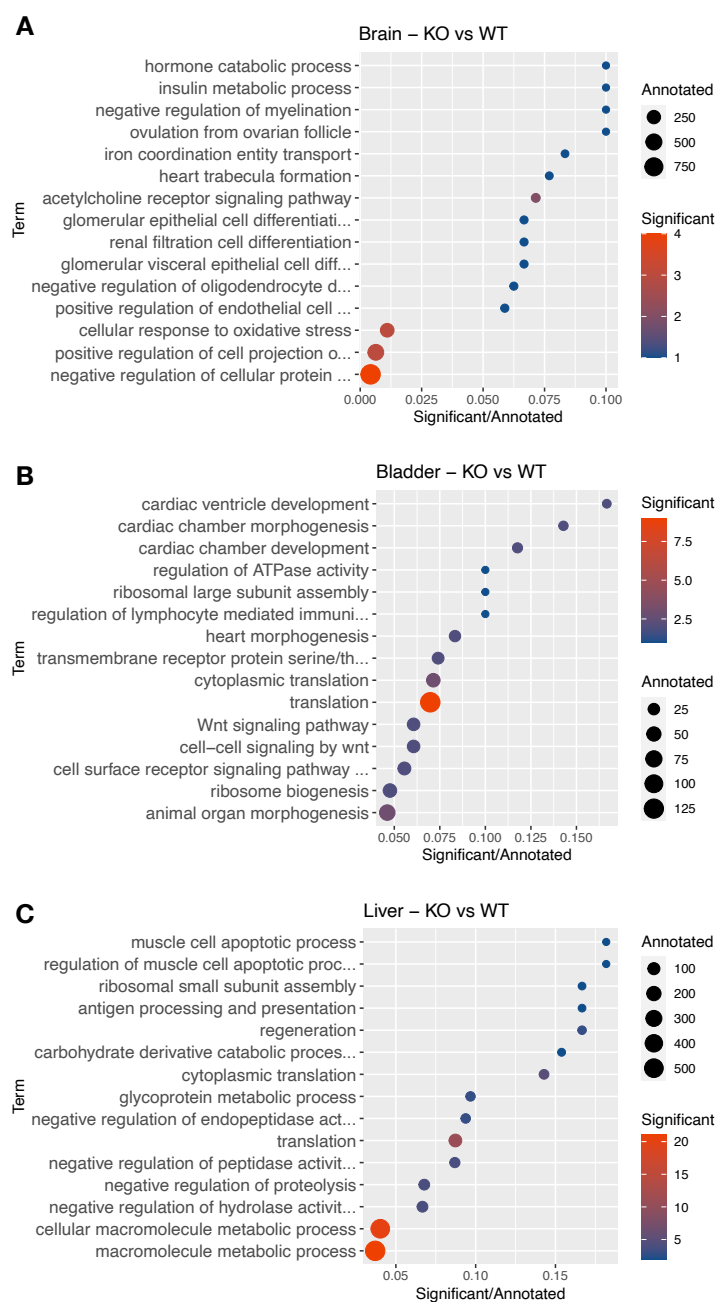 A
Brain – KO vs WT
hormone catabolic process
insulin metabolic process
negative regulation of myelination
ovulation from ovarian follicle
iron coordination entity transport
heart trabecula formation
acetylcholine receptor signaling pathway
glomerular epithelial cell differentiati...
renal filtration cell differentiation
glomerular visceral epithelial cell diff...
negative regulation of oligodendrocyte d...
positive regulation of endothelial cell ...
cellular response to oxidative stress
positive regulation of cell projection o...
negative regulation of cellular protein ...
Term
0.000 0.025 0.050 0.075 0.100
Significant/Annotated
Annotated
250
500
750
Significant
4
3
2
1
B
Bladder – KO vs WT
cardiac ventricle development
cardiac chamber morphogenesis
cardiac chamber development
regulation of ATPase activity
ribosomal large subunit assembly
regulation of lymphocyte mediated immuni...
heart morphogenesis
transmembrane receptor protein serine/th...
cytoplasmic translation
translation
Wnt signaling pathway
cell–cell signaling by wnt
cell surface receptor signaling pathway ...
ribosome biogenesis
animal organ morphogenesis
Term
0.050 0.075 0.100 0.125 0.150
Significant/Annotated
Significant
7.5
5.0
2.5
Annotated
25
50
75
100
125
C
Liver – KO vs WT
muscle cell apoptotic process
regulation of muscle cell apoptotic proc...
ribosomal small subunit assembly
antigen processing and presentation
regeneration
carbohydrate derivative catabolic proces...
cytoplasmic translation
glycoprotein metabolic process
negative regulation of endopeptidase act...
translation
negative regulation of peptidase activit...
negative regulation of proteolysis
negative regulation of hydrolase activit...
cellular macromolecule metabolic process
macromolecule metabolic process
Term
0.05 0.10 0.15
Significant/Annotated
Annotated
100
200
300
400
500
Significant
20
15
10
5